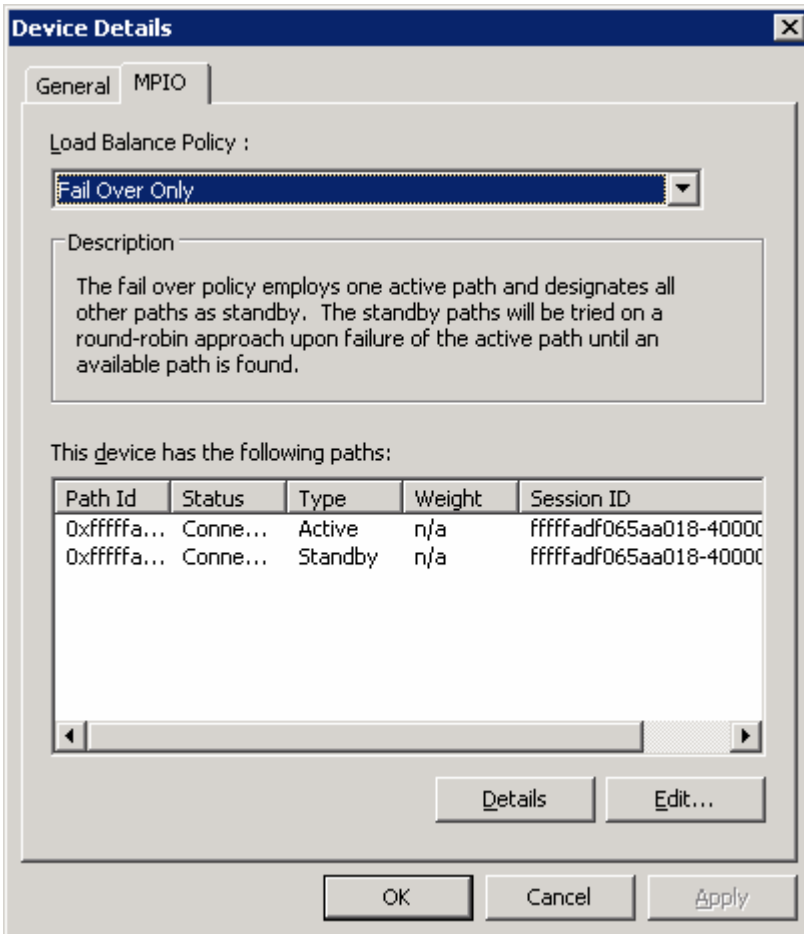 Device Details
General MPIO
Load Balance Policy :
Fail Over Only
Description
The fail over policy employs one active path and designates all
other paths as standby. The standby paths will be tried on a
round-robin approach upon failure of the active path until an
available path is found.
This device has the following paths:
Path Id Status Type Weight Session ID
0xfffffa... Conne... Active n/a fffffadf065aa018-40000
0xfffffa... Conne... Standby n/a fffffadf065aa018-40000
Details Edit...
OK Cancel Apply